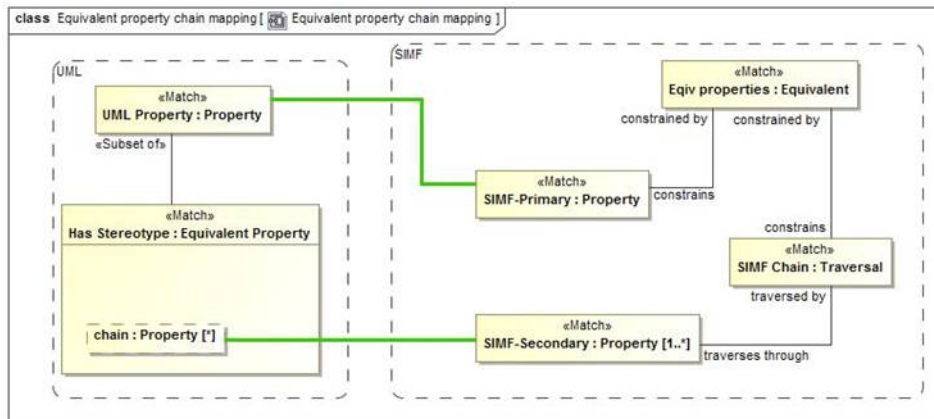 class Equivalent property chain mapping [ Equivalent property chain mapping ]
UML
SIMF
«Match»
UML Property : Property
«Subset of»
«Match»
Has Stereotype : Equivalent Property
chain : Property [*]
«Match»
Eqiv properties : Equivalent
constrained by
constrained by
«Match»
SIMF-Primary : Property
constrains
constrains
«Match»
SIMF Chain : Traversal
traversed by
«Match»
SIMF-Secondary : Property [1..*]
traverses through